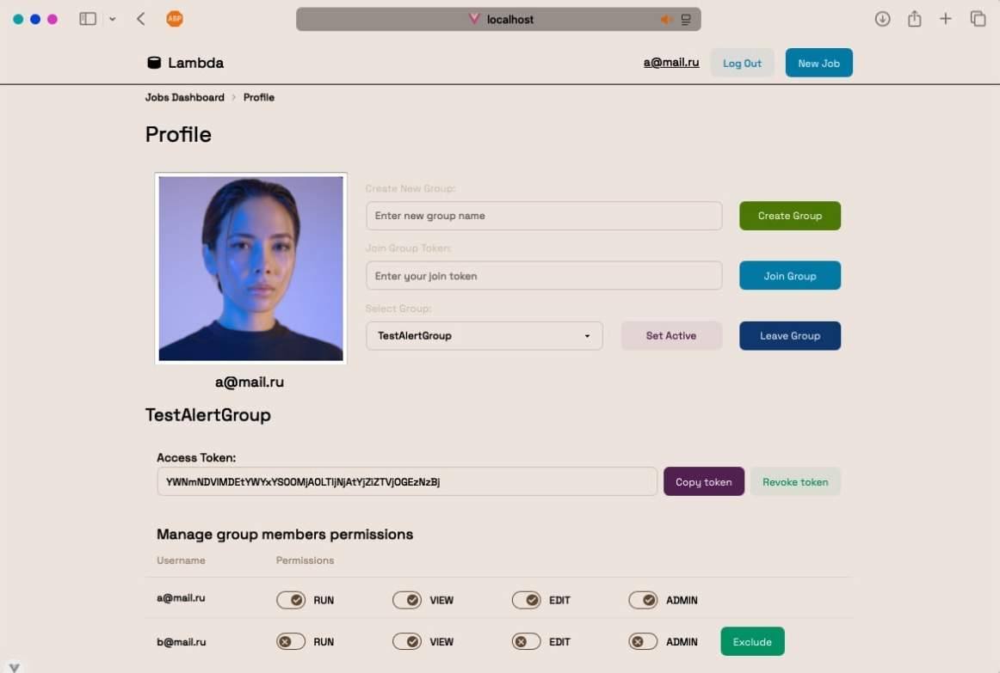 ABP
localhost
Lambda
a@mail.ru
Log Out
New Job
Jobs Dashboard > Profile
Profile
Create New Group:
Enter new group name
Create Group
Join Group Token:
Enter your join token
Join Group
Select Group:
TestAlertGroup
Set Active
Leave Group
a@mail.ru
TestAlertGroup
Access Token:
YWNmNDVlMDEtYWYxYS00MjA0LTljNjAtYjZiZTVjOGEzNzBj
Copy token
Revoke token
Manage group members permissions
Username Permissions
a@mail.ru RUN VIEW EDIT ADMIN
b@mail.ru RUN VIEW EDIT ADMIN Exclude